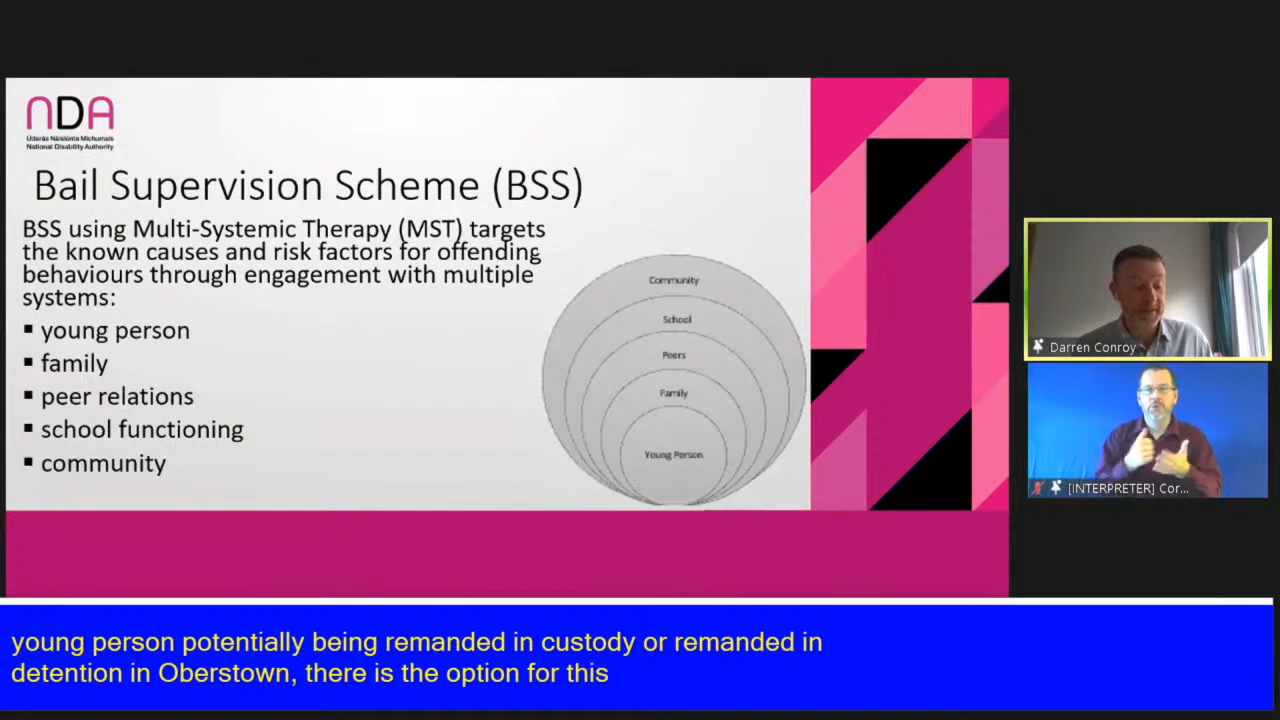 NDA
Údarás Náisiúnta Míchumais
National Disability Authority
Bail Supervision Scheme (BSS)
BSS using Multi-Systemic Therapy (MST) targets
the known causes and risk factors for offending
behaviours through engagement with multiple
systems:
▪ young person
▪ family
▪ peer relations
▪ school functioning
▪ community
Community
School
Peers
Family
Young Person
Darren Conroy
[INTERPRETER] Cor...
young person potentially being remanded in custody or remanded in
detention in Oberstown, there is the option for this